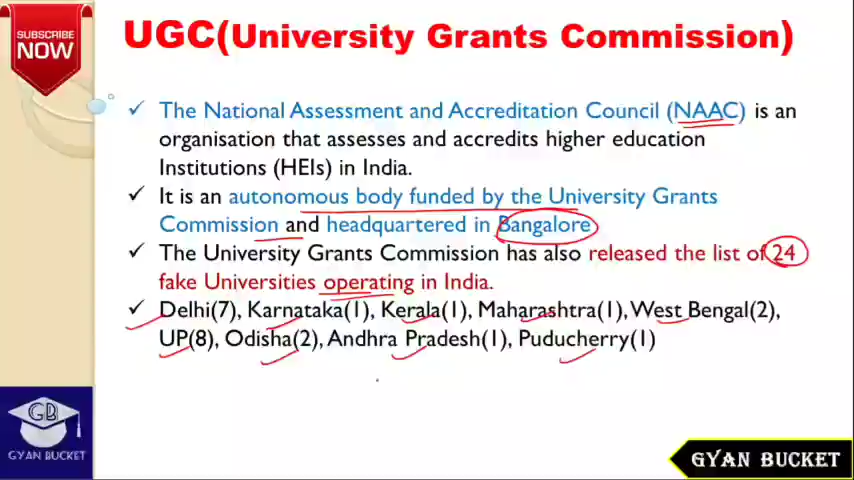 SUBSCRIBE
NOW
UGC(University Grants Commission)
✓ The National Assessment and Accreditation Council (NAAC) is an
organisation that assesses and accredits higher education
Institutions (HEIs) in India.
✓ It is an autonomous body funded by the University Grants
Commission and headquartered in Bangalore
✓ The University Grants Commission has also released the list of 24
fake Universities operating in India.
✓ Delhi(7), Karnataka(1), Kerala(1), Maharashtra(1), West Bengal(2),
UP(8), Odisha(2), Andhra Pradesh(1), Puducherry(1)
GB
GYAN BUCKET
GYAN BUCKET